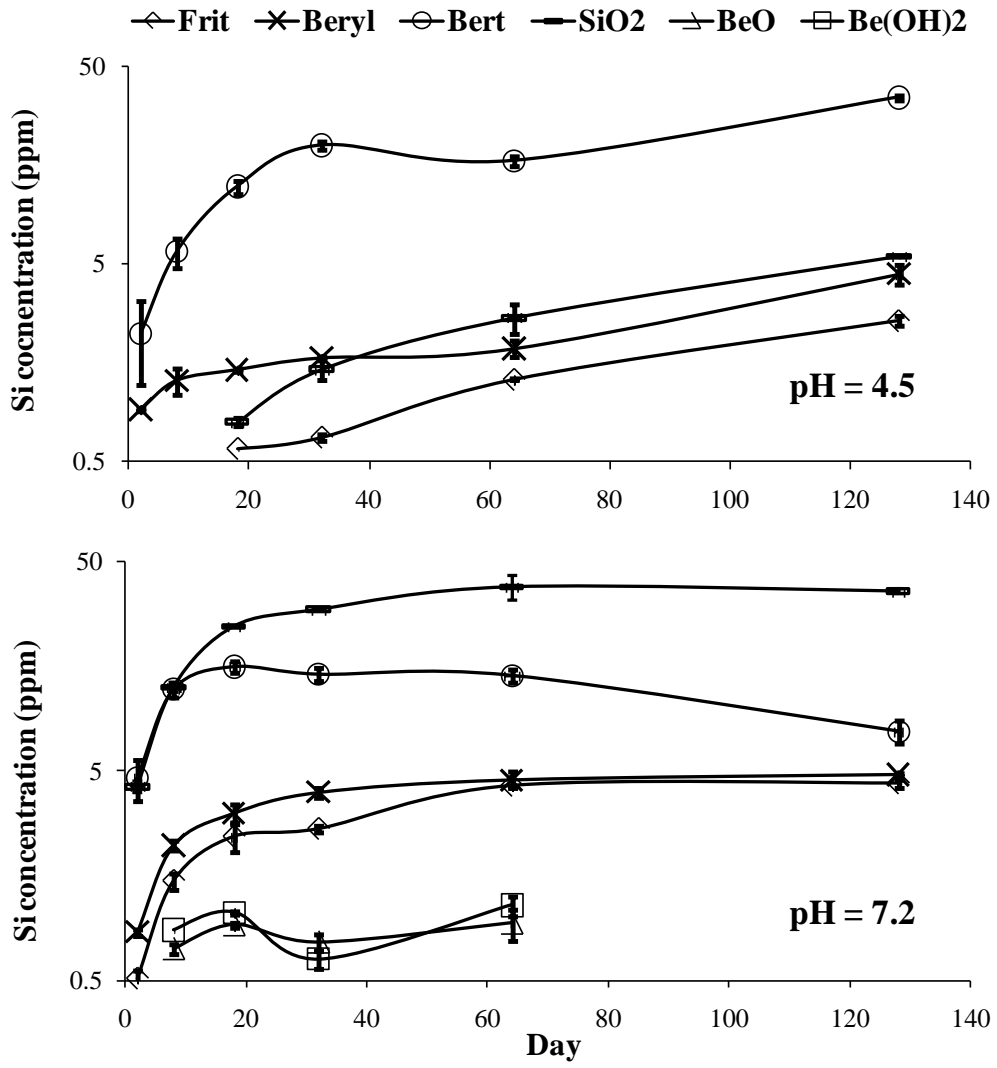 Frit Beryl Bert SiO2 BeO Be(OH)2
50
5
0.5
Si cocnentration (ppm)
pH = 4.5
0 20 40 60 80 100 120 140
50
5
0.5
Si concentration (ppm)
pH = 7.2
0 20 40 60 80 100 120 140
Day